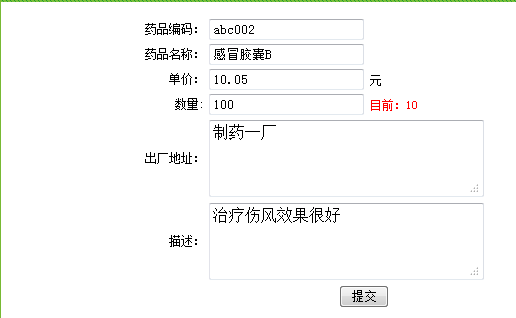 药品编码： abc002
药品名称： 感冒胶囊B
单价： 10.05 元
数量: 100 目前：10
出厂地址： 制药一厂
描述： 治疗伤风效果很好
提交